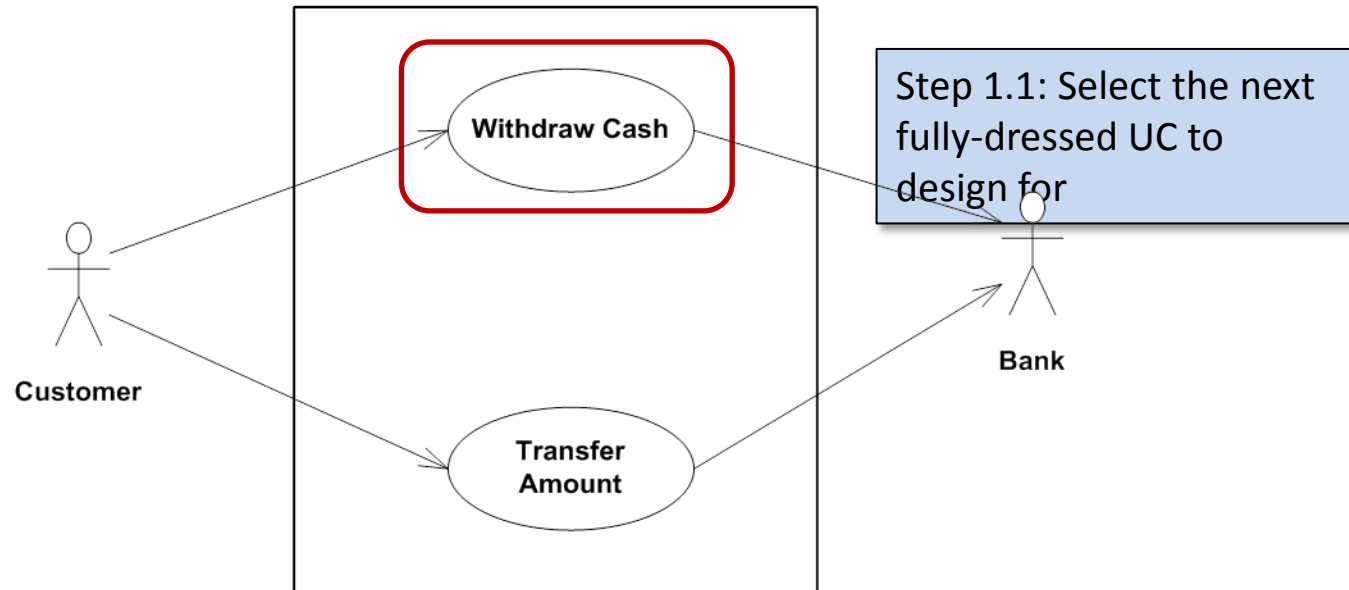 Withdraw Cash
Step 1.1: Select the next
fully-dressed UC to
design for
Customer
Bank
Transfer
Amount